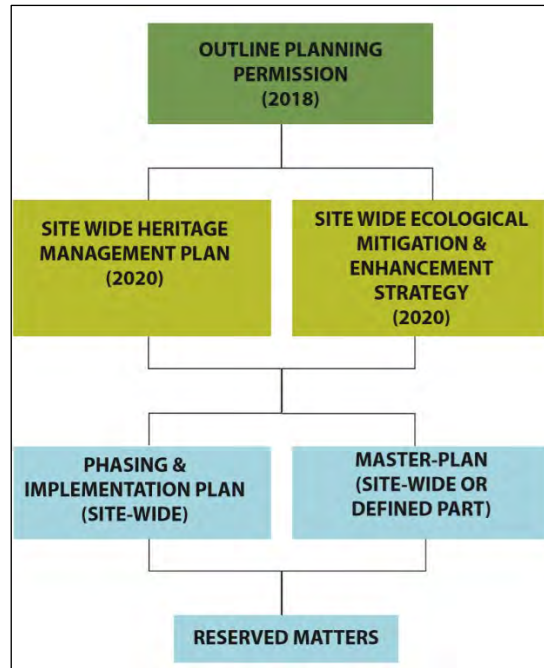 OUTLINE PLANNING
PERMISSION
(2018)
SITE WIDE HERITAGE
MANAGEMENT PLAN
(2020)
SITE WIDE ECOLOGICAL
MITIGATION &
ENHANCEMENT
STRATEGY
(2020)
PHASING &
IMPLEMENTATION PLAN
(SITE-WIDE)
MASTER-PLAN
(SITE-WIDE OR
DEFINED PART)
RESERVED MATTERS